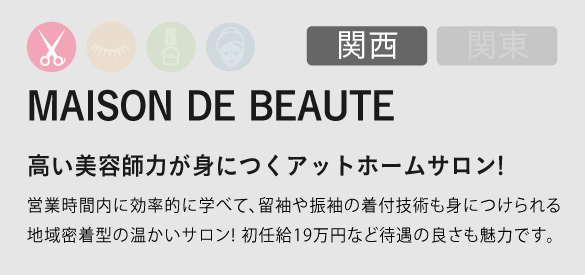 関西 関東
MAISON DE BEAUTE
高い美容師力が身につくアットホームサロン!
営業時間内に効率的に学べて、留袖や振袖の着付技術も身につけられる
地域密着型の温かいサロン! 初任給19万円など待遇の良さも魅力です。